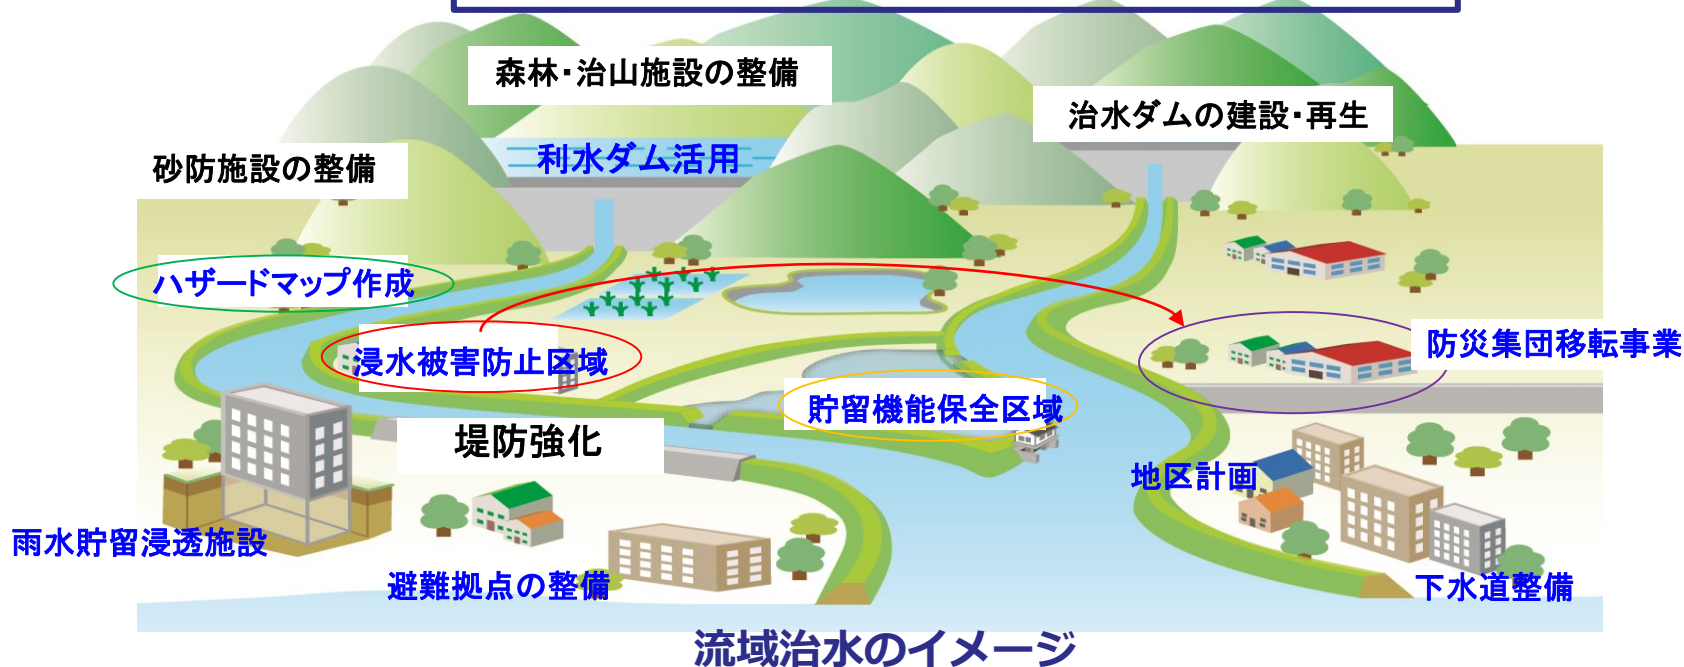 森林・治山施設の整備
治水ダムの建設・再生
利水ダム活用
砂防施設の整備
ハザードマップ作成
浸水被害防止区域
防災集団移転事業
貯留機能保全区域
堤防強化
地区計画
雨水貯留浸透施設
避難拠点の整備
下水道整備
流域治水のイメージ